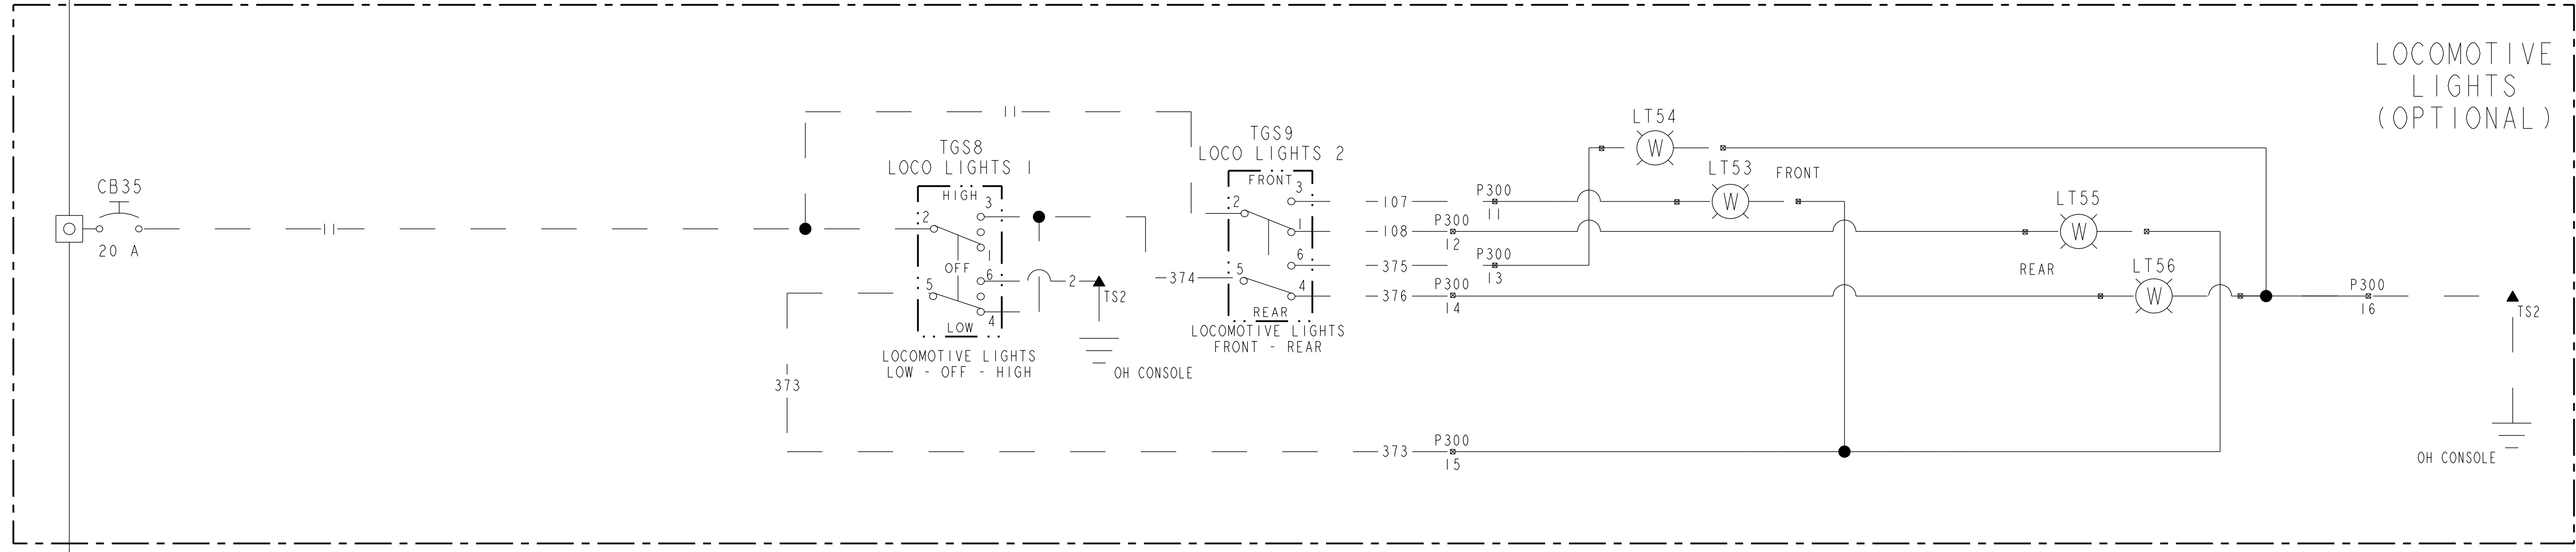 LOCOMOTIVE
LIGHTS
(OPTIONAL)
CB35
20 A
11
11
TGS8
LOCO LIGHTS 1
HIGH
2
3
1
OFF
5
6
4
LOW
LOCOMOTIVE LIGHTS
LOW - OFF - HIGH
2
TS2
OH CONSOLE
373
374
TGS9
LOCO LIGHTS 2
FRONT
2
3
1
5
6
4
REAR
LOCOMOTIVE LIGHTS
FRONT - REAR
107
P300
11
108
P300
12
375
P300
13
376
P300
14
373
P300
15
LT54
W
LT53
W
FRONT
LT55
W
REAR
LT56
W
P300
16
TS2
OH CONSOLE